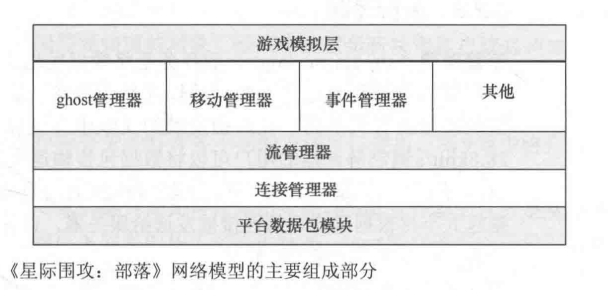 游戏模拟层
ghost管理器 移动管理器 事件管理器 其他
流管理器
连接管理器
平台数据包模块
《星际围攻：部落》网络模型的主要组成部分